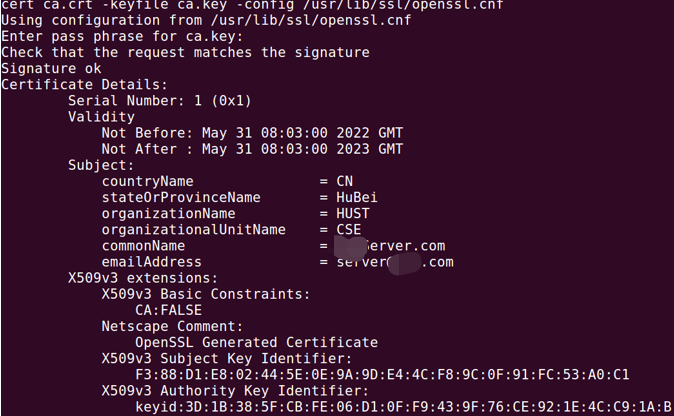 cert ca.crt -keyfile ca.key -config /usr/lib/ssl/openssl.cnf
Using configuration from /usr/lib/ssl/openssl.cnf
Enter pass phrase for ca.key:
Check that the request matches the signature
Signature ok
Certificate Details:
Serial Number: 1 (0x1)
Validity
Not Before: May 31 08:03:00 2022 GMT
Not After : May 31 08:03:00 2023 GMT
Subject:
countryName = CN
stateOrProvinceName = HuBei
organizationName = HUST
organizationalUnitName = CSE
commonName = Server.com
emailAddress = server@ .com
X509v3 extensions:
X509v3 Basic Constraints:
CA:FALSE
Netscape Comment:
OpenSSL Generated Certificate
X509v3 Subject Key Identifier:
F3:88:D1:E8:02:44:5E:0E:9A:9D:E4:4C:F8:9C:0F:91:FC:53:A0:C1
X509v3 Authority Key Identifier:
keyid:3D:1B:38:5F:CB:FE:06:D1:0F:F9:43:9F:76:CE:92:1E:4C:C9:1A:B